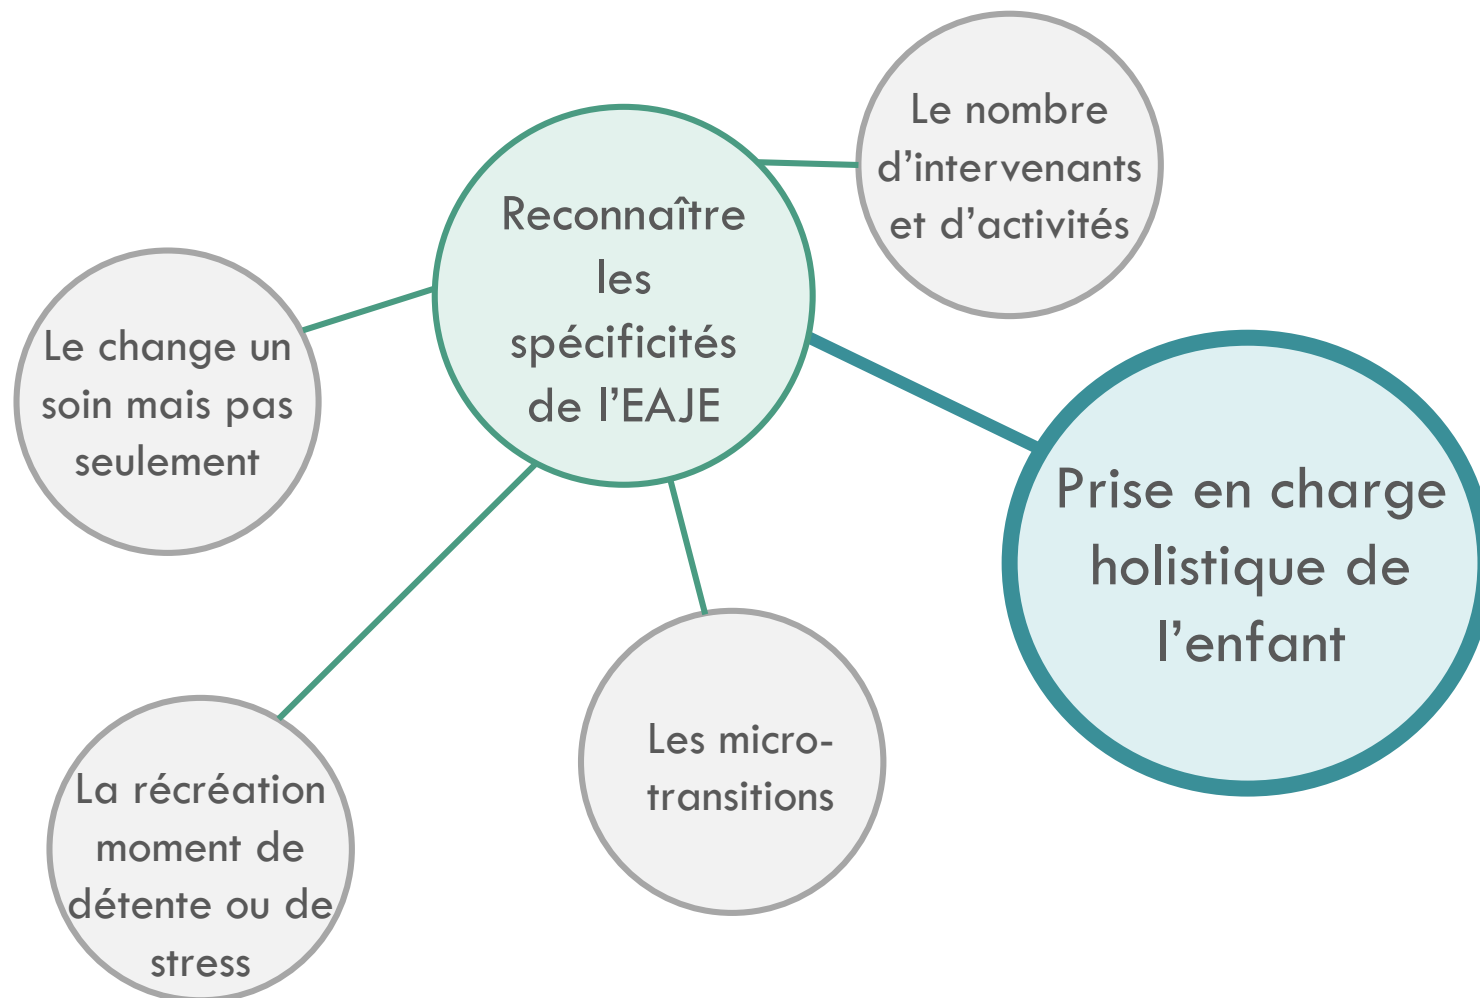 Le nombre
d’intervenants
et d’activités
Reconnaître
les
spécificités
de l’EAJE
Le change un
soin mais pas
seulement
Prise en charge
holistique de
l’enfant
Les micro-
transitions
La récréation
moment de
détente ou de
stress